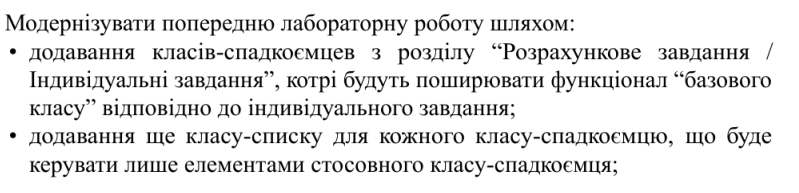 Модернізувати попередню лабораторну роботу шляхом:
• додавання класів-спадкоємцев з розділу “Розрахункове завдання /
Індивідуальні завдання”, котрі будуть поширювати функціонал “базового
класу” відповідно до індивідуального завдання;
• додавання ще класу-списку для кожного класу-спадкоємцю, що буде
керувати лише елементами стосовного класу-спадкоємця;